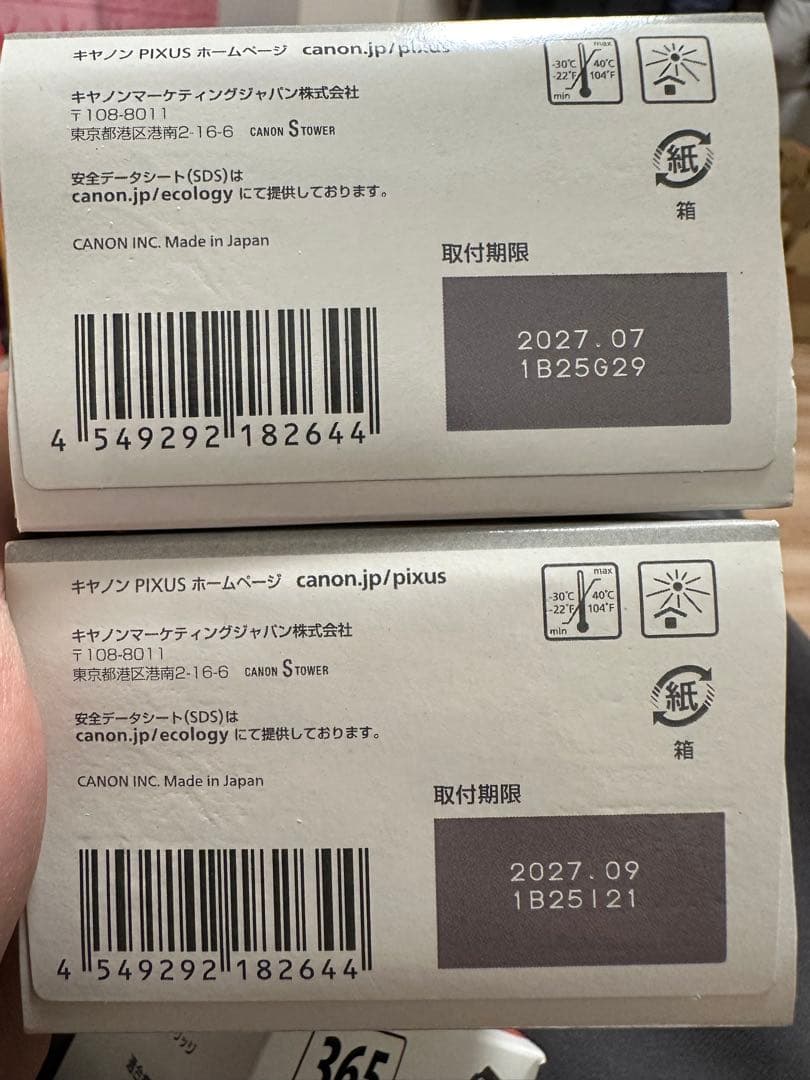 キヤノン PIXUS ホームページ canon.jp/pixus
キヤノンマーケティングジャパン株式会社
〒108-8011
東京都港区港南2-16-6 CANON S TOWER
安全データシート(SDS)は
canon.jp/ecology にて提供しております。
CANON INC. Made in Japan
max
-30℃ 40℃
-22°F 104°F
min
紙
箱
取付期限
2027.07
1B25G29
4 549292 182644
キヤノン PIXUS ホームページ canon.jp/pixus
キヤノンマーケティングジャパン株式会社
〒108-8011
東京都港区港南2-16-6 CANON S TOWER
安全データシート(SDS)は
canon.jp/ecology にて提供しております。
CANON INC. Made in Japan
max
-30℃ 40℃
-22°F 104°F
min
紙
箱
取付期限
2027.09
1B25I21
4 549292 182644
365